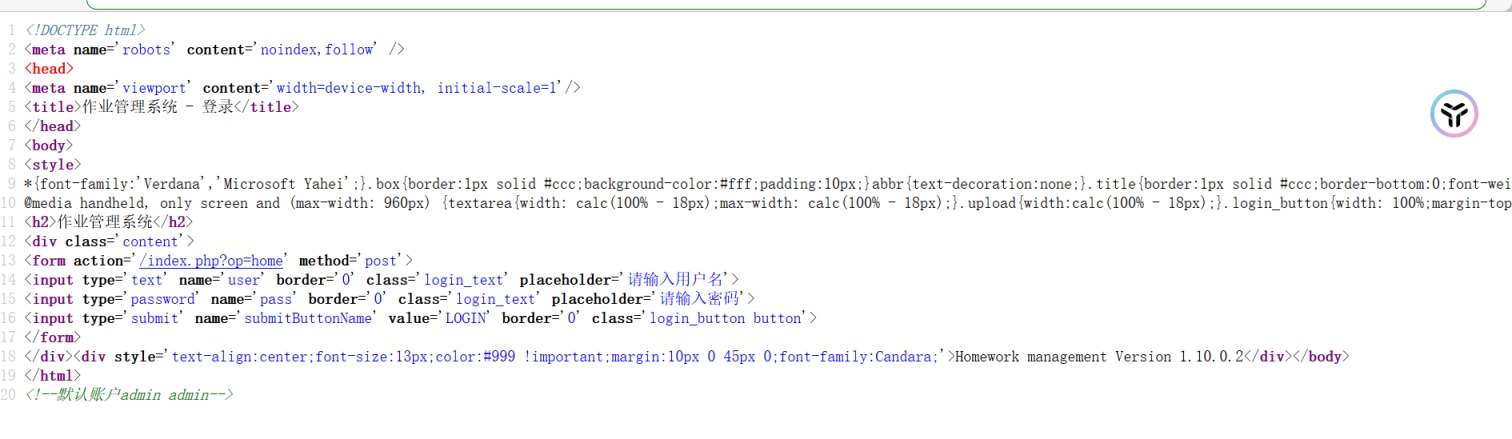 1 <!DOCTYPE html>
2 <meta name='robots' content='noindex,follow' />
3 <head>
4 <meta name='viewport' content='width=device-width, initial-scale=1'/>
5 <title>作业管理系统 - 登录</title>
6 </head>
7 <body>
8 <style>
9 *{font-family:'Verdana','Microsoft Yahei';}.box{border:1px solid #ccc;background-color:#fff;padding:10px;}abbr{text-decoration:none;}.title{border:1px solid #ccc;border-bottom:0;font-wei
10 @media handheld, only screen and (max-width: 960px) {textarea{width: calc(100% - 18px);max-width: calc(100% - 18px);}.upload{width:calc(100% - 18px);}.login_button{width: 100%;margin-top
11 <h2>作业管理系统</h2>
12 <div class='content'>
13 <form action='/index.php?op=home' method='post'>
14 <input type='text' name='user' border='0' class='login_text' placeholder='请输入用户名'>
15 <input type='password' name='pass' border='0' class='login_text' placeholder='请输入密码'>
16 <input type='submit' name='submitButtonName' value='LOGIN' border='0' class='login_button button'>
17 </form>
18 </div><div style='text-align:center;font-size:13px;color:#999 !important;margin:10px 0 45px 0;font-family:Candara;'>Homework management Version 1.10.0.2</div></body>
19 </html>
20 <!--默认账户admin admin-->